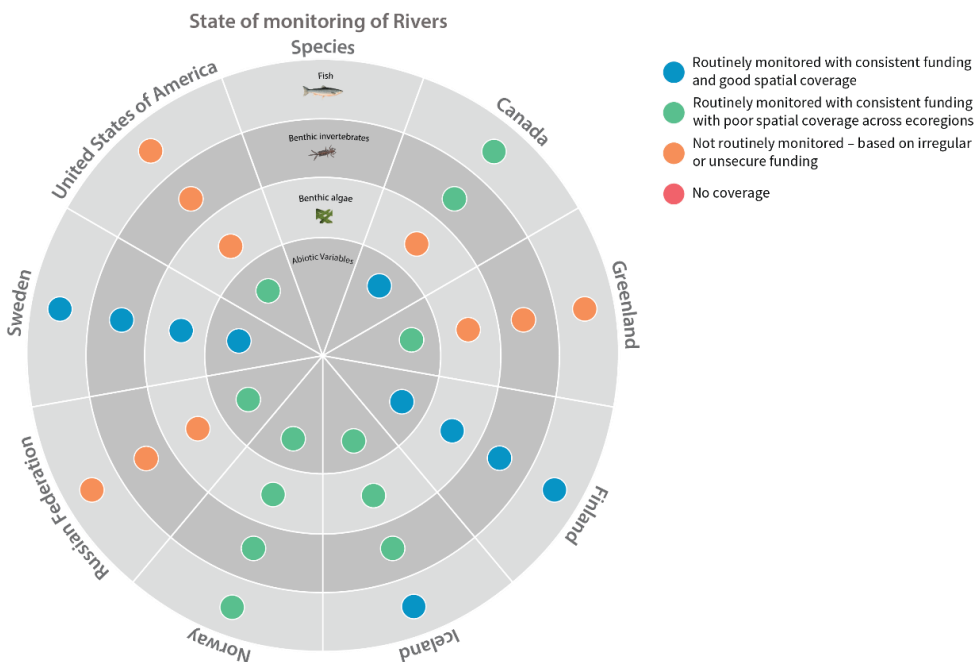 State of monitoring of Rivers
Species
Fish
Benthic invertebrates
Benthic algae
Abiotic Variables
Canada
Greenland
Finland
Iceland
Norway
Russian Federation
Sweden
United States of America
Routinely monitored with consistent funding
and good spatial coverage
Routinely monitored with consistent funding
with poor spatial coverage across ecoregions
Not routinely monitored – based on irregular
or unsecure funding
No coverage